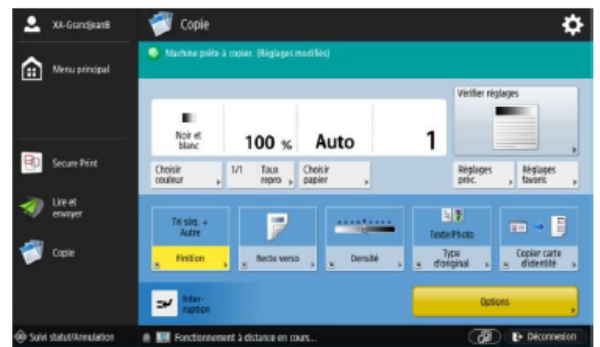 XA-GrandjeanB
Copie
Menu principal
Machine prête à copier. (Réglages modifiés)
Vérifier réglages
Noir et
blanc
100 %
Auto
1
Choisir
couleur
1/1
Taux
repro
Choisir
papier
Réglages
préc.
Réglages
favoris
Secure Print
Lire et
envoyer
Copie
Tri séq. +
Autre
Finition
Recto verso
Densité
Texte/Photo
Type
d'original
Copier carte
d'identité
Inter-
ruption
Options
Suivi statut/Annulation
Fonctionnement à distance en cours...
Déconnexion